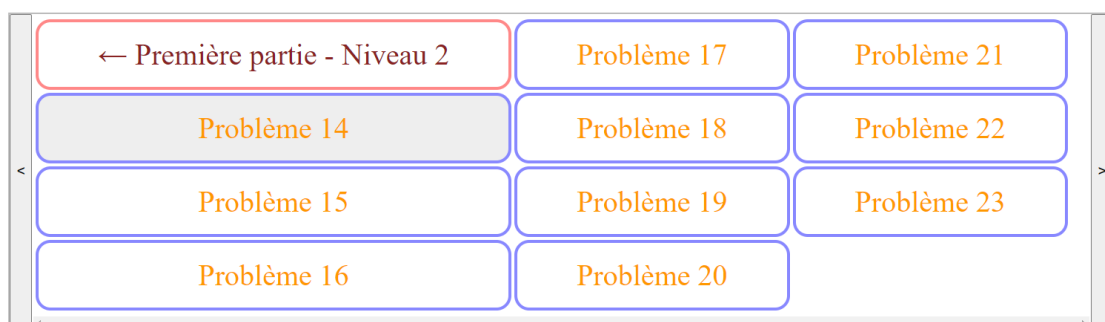 ← Première partie - Niveau 2
Problème 14
Problème 15
Problème 16
Problème 17
Problème 18
Problème 19
Problème 20
Problème 21
Problème 22
Problème 23
<
>